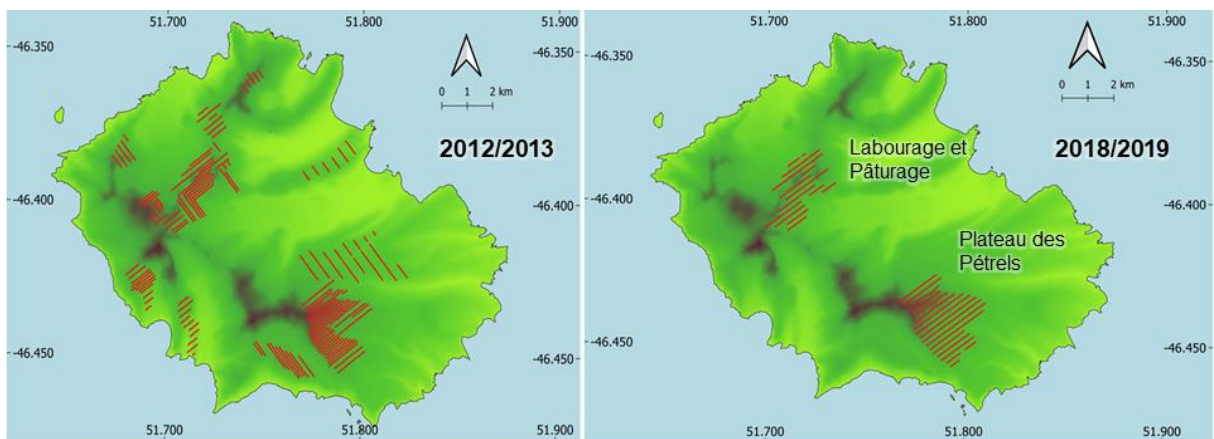 51.700 51.800 51.900
-46.350 -46.350
0 1 2 km
2012/2013
-46.400 -46.400
-46.450 -46.450
51.700 51.800 51.900
51.700 51.800 51.900
-46.350 -46.350
0 1 2 km
Labourage et
Pâturage
2018/2019
-46.400 -46.400
Plateau des
Pétrels
-46.450 -46.450
51.700 51.800 51.900